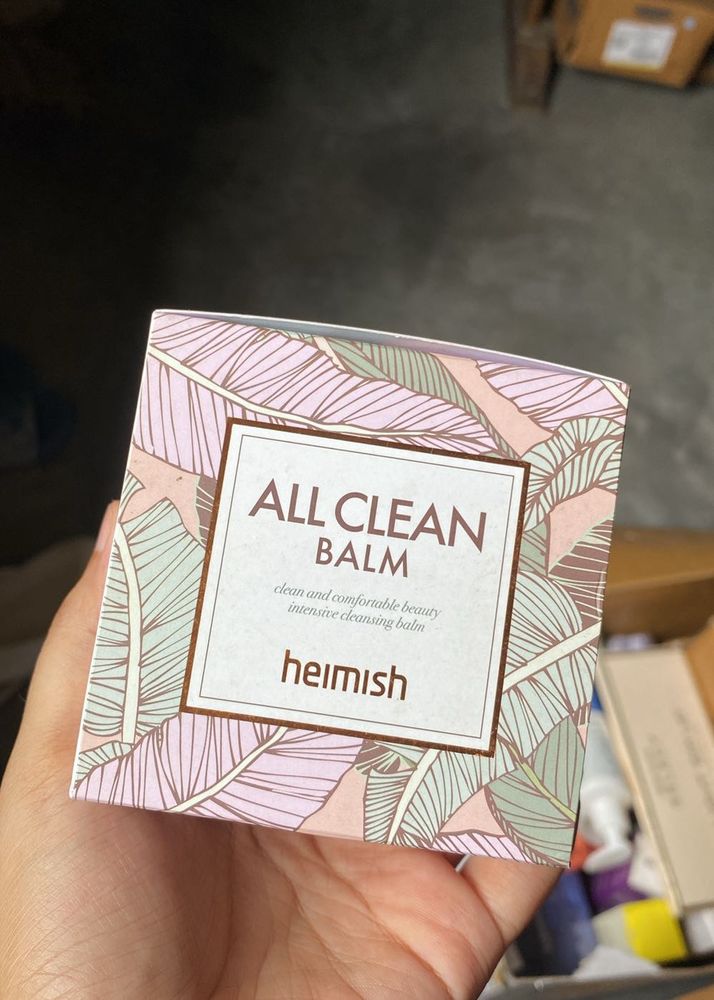 ALL CLEAN
BALM
clean and comfortable beauty
intensive cleansing balm
heimish